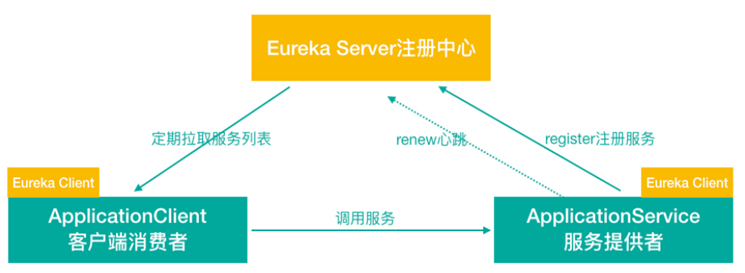 Eureka Server注册中心
定期拉取服务列表
renew心跳
register注册服务
Eureka Client
Eureka Client
ApplicationClient
客户端消费者
调用服务
ApplicationService
服务提供者